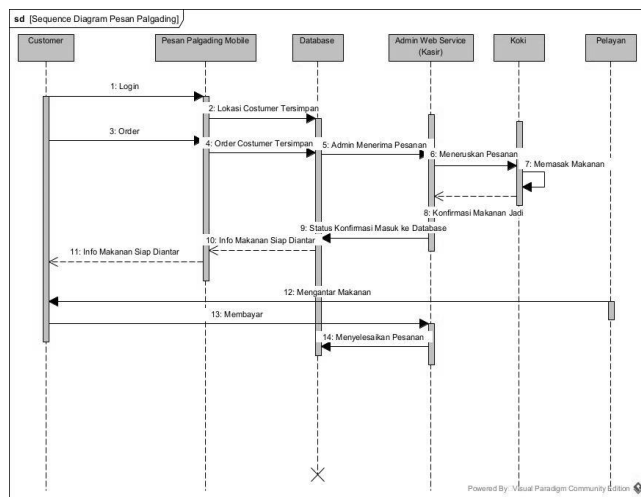 sd [Sequence Diagram Pesan Palgading]
Customer
Pesan Palgading Mobile
Database
Admin Web Service
(Kasir)
Koki
Pelayan
1: Login
2: Lokasi Costumer Tersimpan
3: Order
4: Order Costumer Tersimpan
5: Admin Menerima Pesanan
6: Meneruskan Pesanan
7: Memasak Makanan
8: Konfirmasi Makanan Jadi
9: Status Konfirmasi Masuk ke Database
10: Info Makanan Siap Diantar
11: Info Makanan Siap Diantar
12: Mengantar Makanan
13: Membayar
14: Menyelesaikan Pesanan
Powered By: Visual Paradigm Community Edition